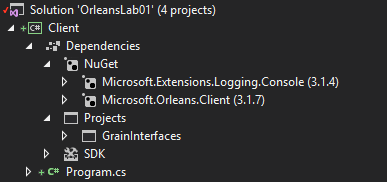 Solution 'OrleansLab01' (4 projects)
C# Client
Dependencies
NuGet
Microsoft.Extensions.Logging.Console (3.1.4)
Microsoft.Orleans.Client (3.1.7)
Projects
GrainInterfaces
SDK
C# Program.cs